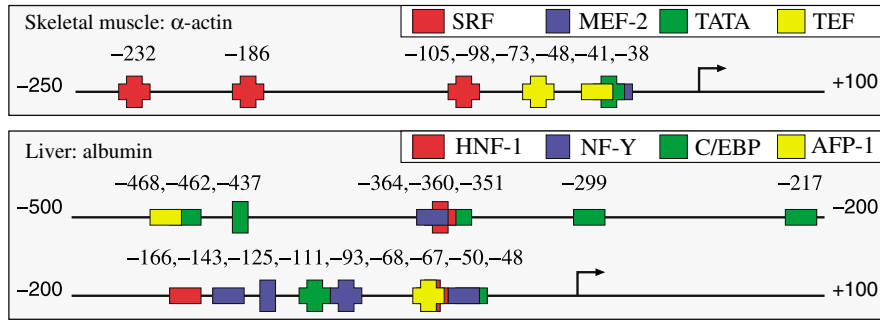 Skeletal muscle: α-actin SRF MEF-2 TATA TEF
−232 −186 −105,−98,−73,−48,−41,−38
−250 +100
Liver: albumin HNF-1 NF-Y C/EBP AFP-1
−468,−462,−437 −364,−360,−351 −299 −217
−500 −200
−166,−143,−125,−111,−93,−68,−67,−50,−48
−200 +100